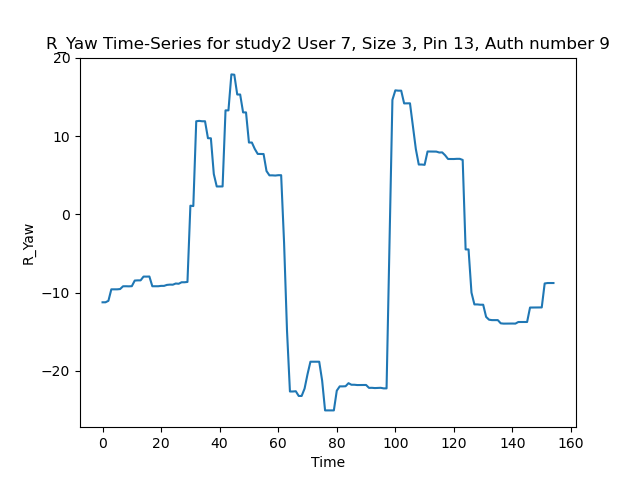 R_Yaw Time-Series for study2 User 7, Size 3, Pin 13, Auth number 9
20
10
0
−10
−20
R_Yaw
0 20 40 60 80 100 120 140 160
Time